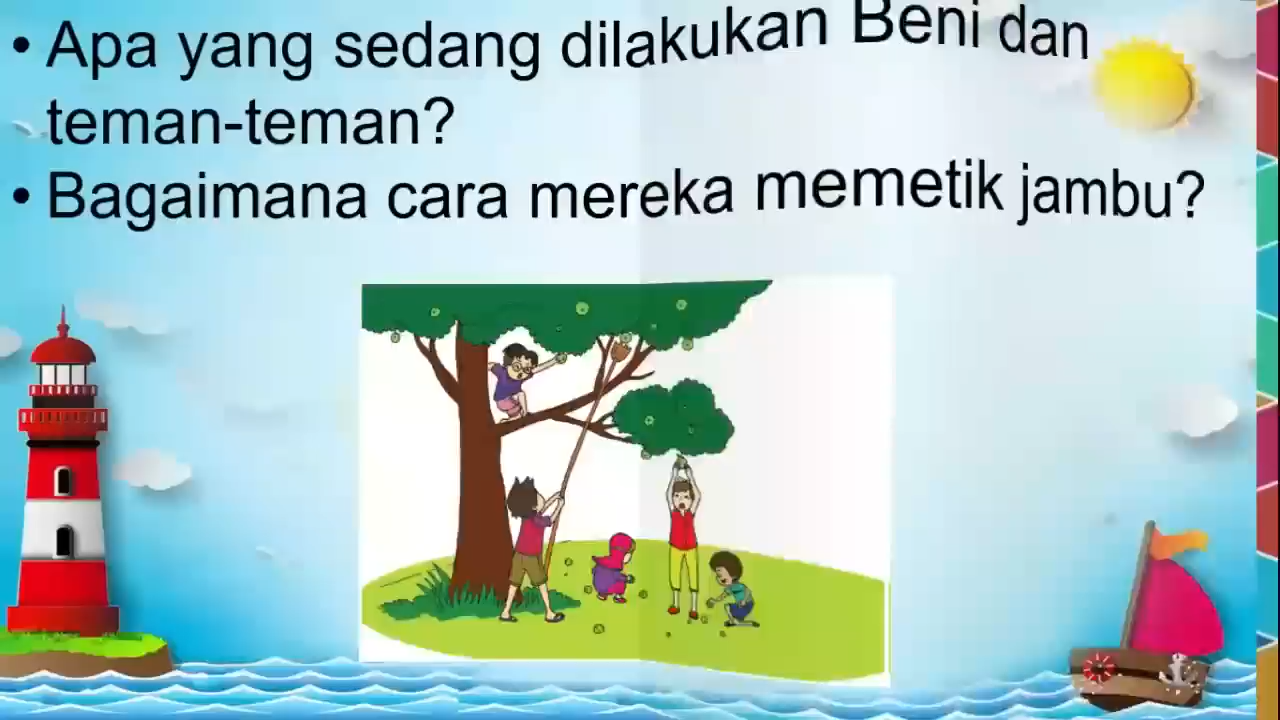 • Apa yang sedang dilakukan Beni dan
teman-teman?
• Bagaimana cara mereka memetik jambu?